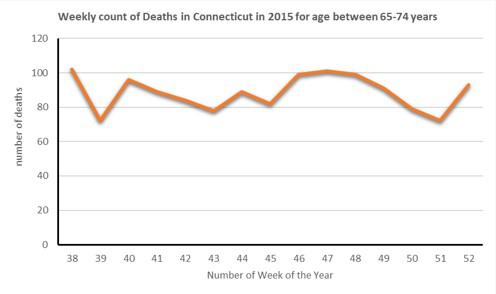 Weekly count of Deaths in Connecticut in 2015 for age between 65-74 years
120
100
80
60
40
20
0
number of deaths
38 39 40 41 42 43 44 45 46 47 48 49 50 51 52
Number of Week of the Year